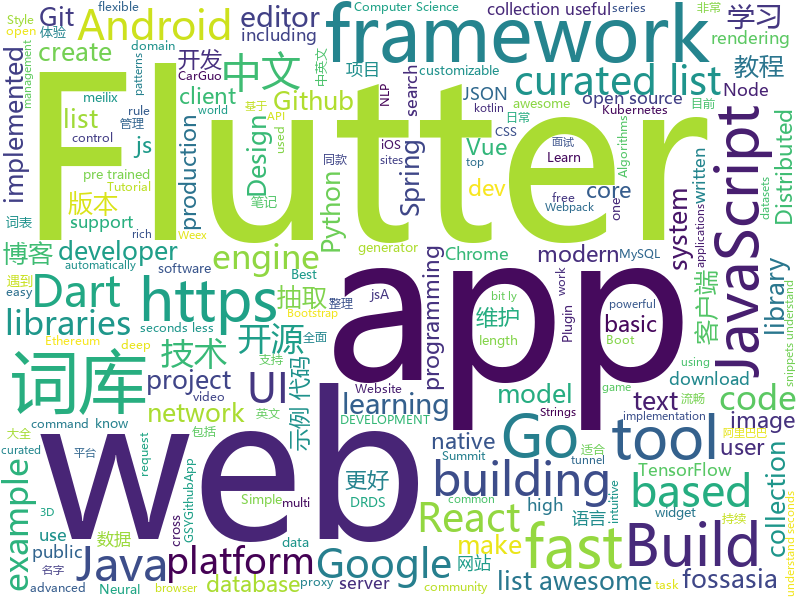 Computer Science
flexible
Style
open
体验
Git
Android
editor
framework
collection useful
series
非常
学习
including
domain
patterns
management
create
开发
CarGuo
中文
项目
中英文
customizable
curated list
教程
rendering
implemented
client
Github
基于
API
used
NLP
search
JSON
open source
awesome
kotlin
Node
meilix
rule
管理
world
list
Design
js
production
control
pre trained
Tutorial
版本
Flutter
iOS
sites
Vue
top
日常
CSS
Kubernetes
面试
Learn
JavaScript
Algorithms
Distributed
Python
同款
笔记
Spring
dev
core
written
free
Webpack
one
datasets
词表
support
rich
Weex
博客
developer
engine
generator
Chrome
modern
MySQL
applications
system
客户端
library
automatically
software
遇到
easy
Dart
https
Best
抽取
整理
jsA
programming
bit ly
work
Plugin
维护
powerful
basic
Boot
snippets understand
libraries
seconds less
Bootstrap
全面
开源
支持
length
using
game
Ethereum
deep
技术
app
词库
project
UI
示例 代码
Website
video
英文
learning
model
text
download
code
image
user
network
DEVELOPMENT
native
Strings
implementation
流畅
阿里巴巴
command
know
大全
包括
curated
平台
web
更好
Summit
tunnel
Go
tool
适合
TensorFlow
example
request
Simple
multi
DRDS
building
high
intuitive
语言
based
collection
3D
use
数据
GSYGithubApp
cross
React
common
widget
持续
public
Java
platform
Google
make
网站
fast
Build
名字
data
database
proxy
server
community
list awesome
fossasia
advanced
Neural
browser
task
understand seconds